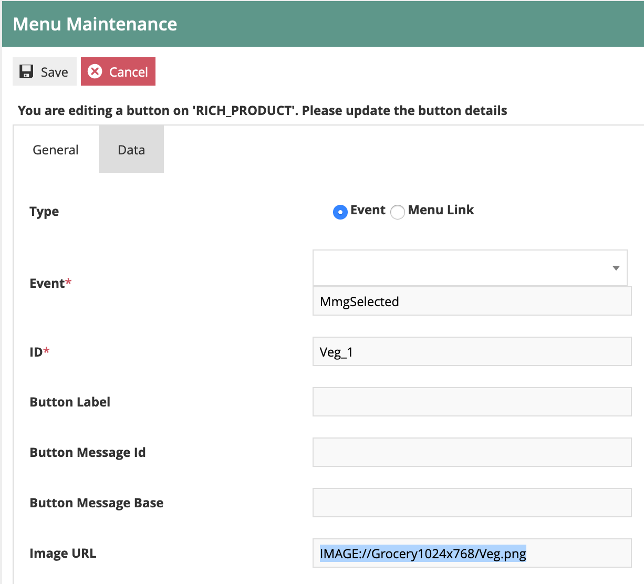 Menu Maintenance
Save Cancel
You are editing a button on 'RICH_PRODUCT'. Please update the button details
General Data
Type Event Menu Link
Event*
MmgSelected
ID* Veg_1
Button Label
Button Message Id
Button Message Base
Image URL IMAGE://Grocery1024x768/Veg.png